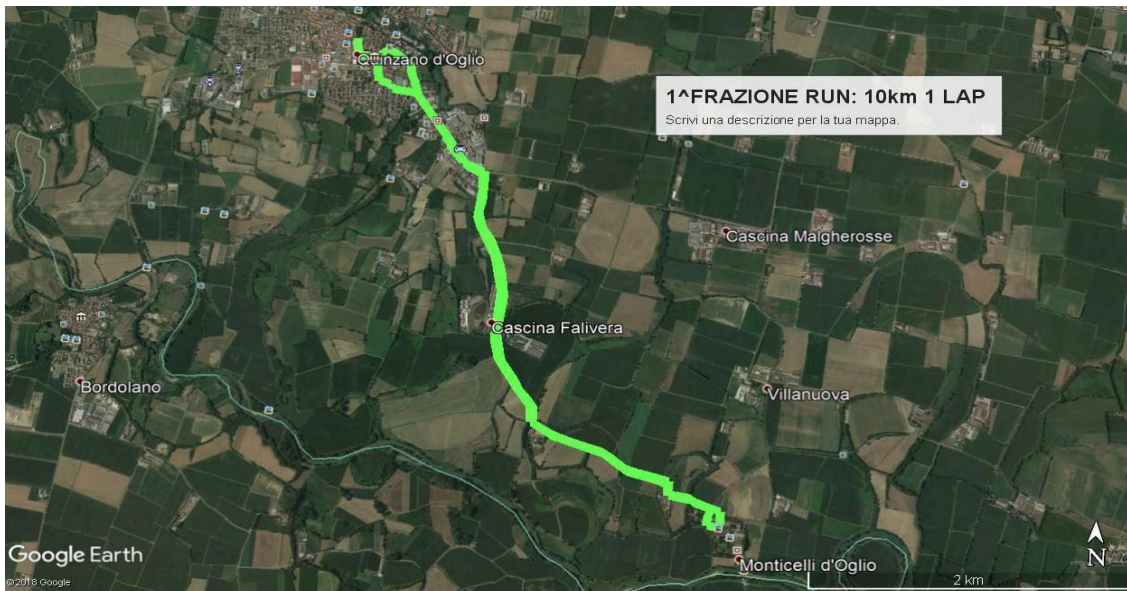 Quinzano d'Oglio
1^FRAZIONE RUN: 10km 1 LAP
Scrivi una descrizione per la tua mappa.
Cascina Malgherosse
Cascina Falivera
Bordolano
Villanuova
Monticelli d'Oglio
Google Earth
©2018 Google
N
2 km